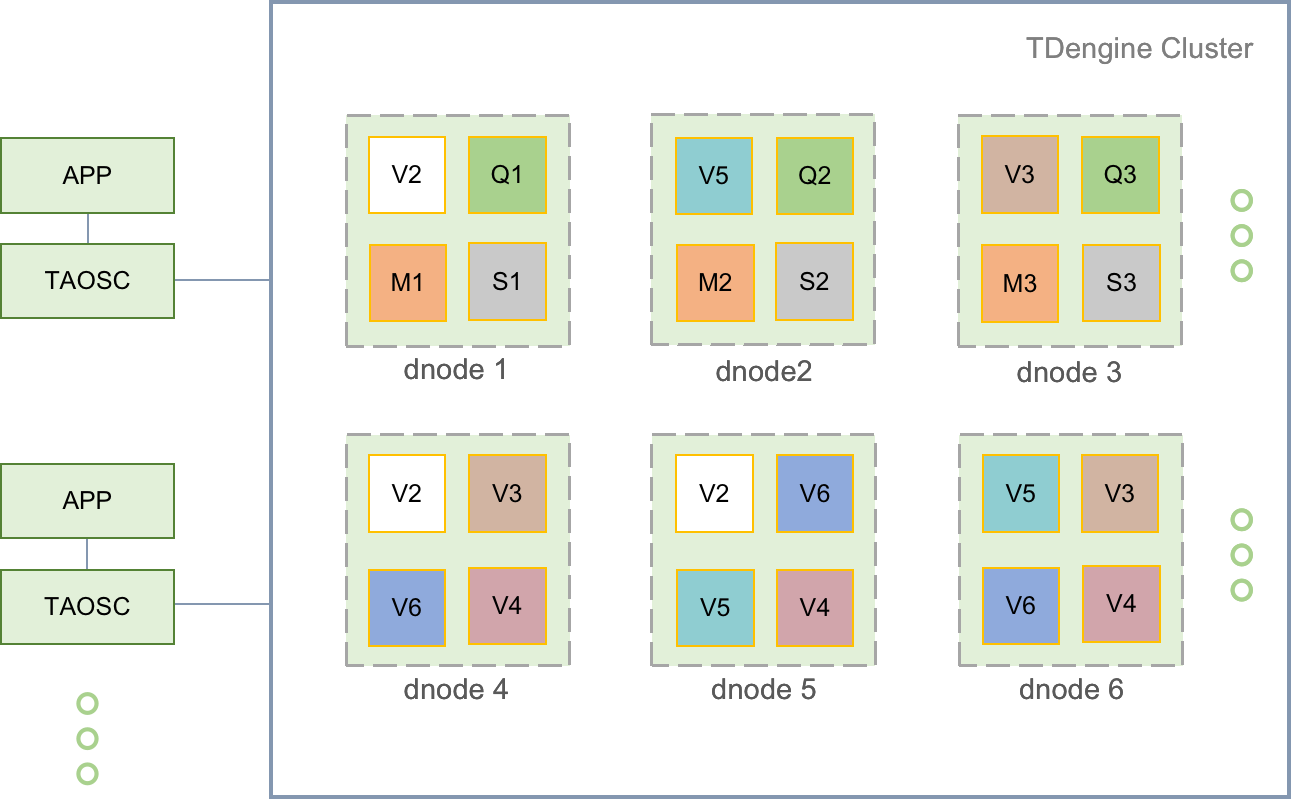 TDengine Cluster
APP
TAOSC
V2 Q1
M1 S1
dnode 1
V5 Q2
M2 S2
dnode2
V3 Q3
M3 S3
dnode 3
APP
TAOSC
V2 V3
V6 V4
dnode 4
V2 V6
V5 V4
dnode 5
V5 V3
V6 V4
dnode 6